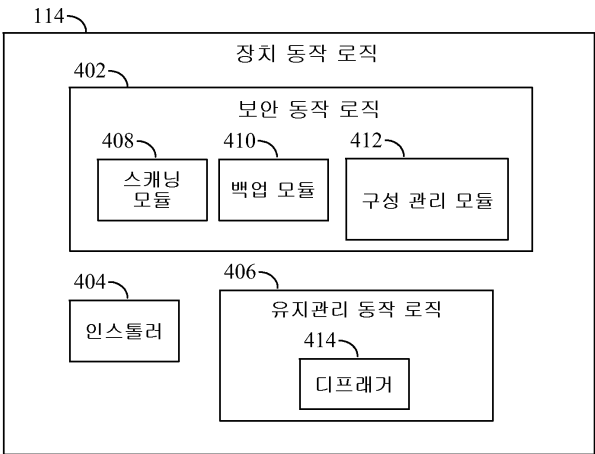 114
장치 동작 로직
402
보안 동작 로직
408
스캐닝
모듈
410
백업 모듈
412
구성 관리 모듈
404
인스톨러
406
유지관리 동작 로직
414
디프래거